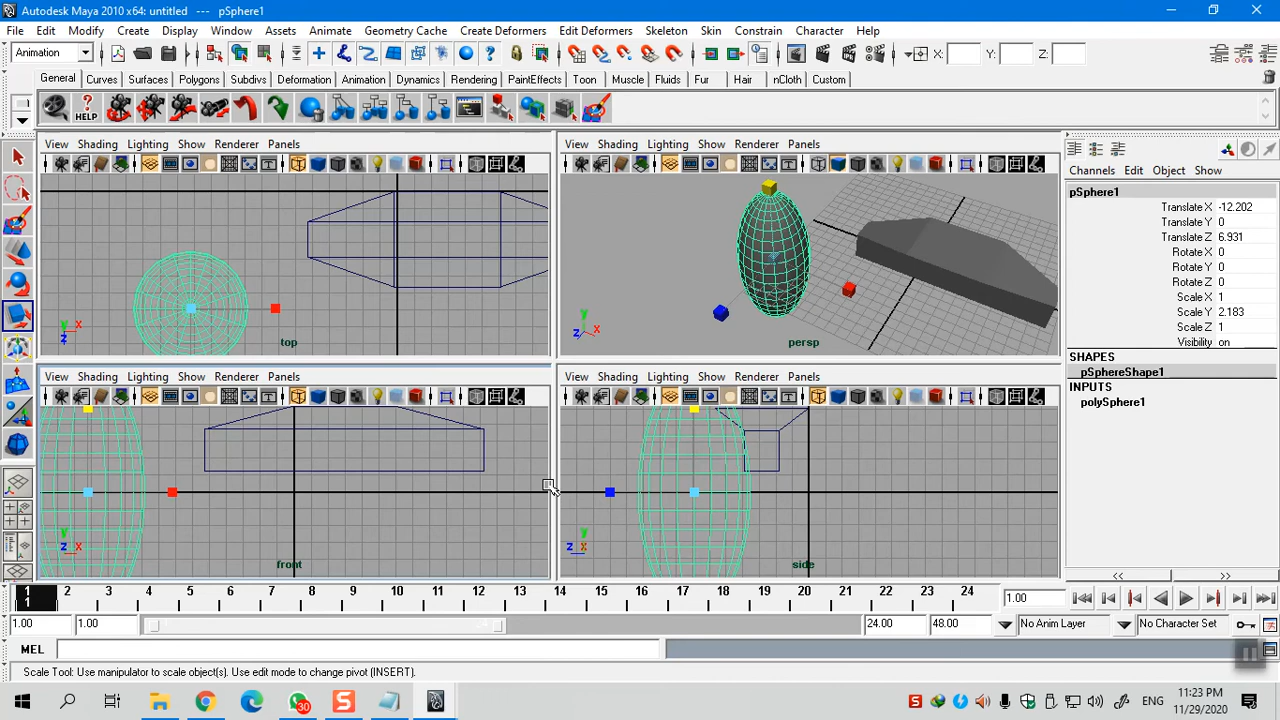 Autodesk Maya 2010 x64: untitled --- pSphere1
File Edit Modify Create Display Window Assets Animate Geometry Cache Create Deformers Edit Deformers Skeleton Skin Constrain Character Help
Animation X: Y: Z:
General Curves Surfaces Polygons Subdivs Deformation Animation Dynamics Rendering PaintEffects Toon Muscle Fluids Fur Hair nCloth Custom
HELP
View Shading Lighting Show Renderer Panels
View Shading Lighting Show Renderer Panels
Channels Edit Object Show
pSphere1
Translate X -12.202
Translate Y 0
Translate Z 6.931
Rotate X 0
Rotate Y 0
Rotate Z 0
Scale X 1
Scale Y 2.183
Scale Z 1
Visibility on
SHAPES
pSphereShape1
INPUTS
polySphere1
y x
z
top
y
z x
persp
View Shading Lighting Show Renderer Panels
View Shading Lighting Show Renderer Panels
y
z x
front
y
z x
side
1 2 3 4 5 6 7 8 9 10 11 12 13 14 15 16 17 18 19 20 21 22 23 24
1
1.00
1.00 1.00 24.00 48.00 No Anim Layer No Character Set
MEL
Scale Tool: Use manipulator to scale object(s). Use edit mode to change pivot (INSERT).
30
S
S
ENG
11:23 PM
11/29/2020